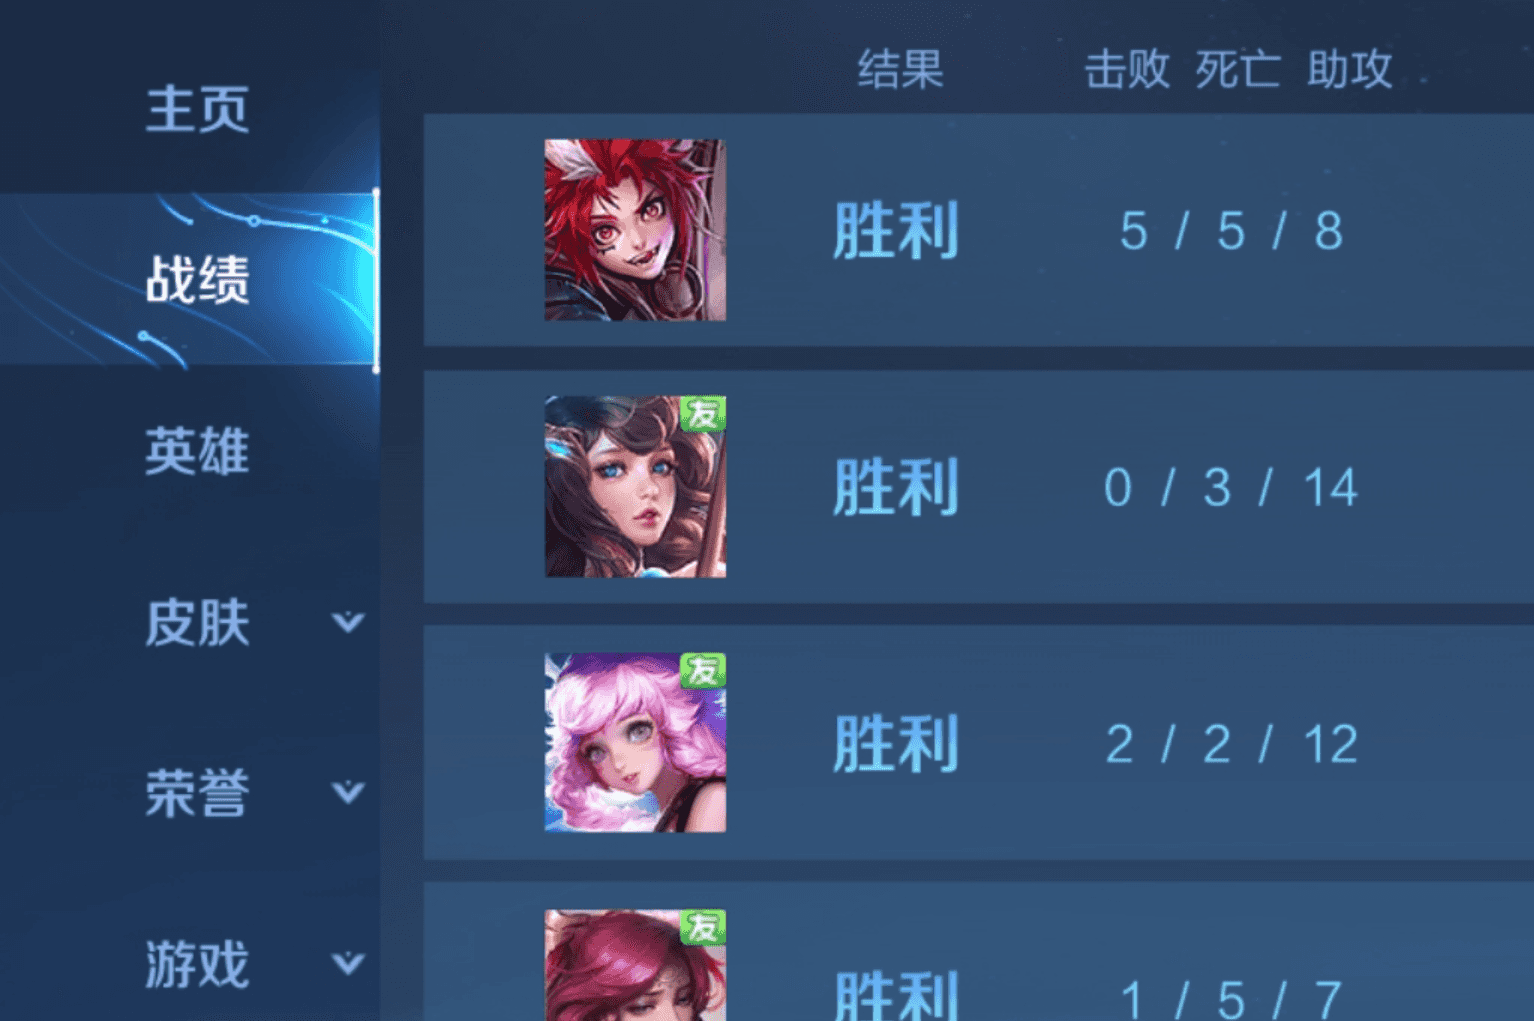 主页
战绩
英雄
皮肤
荣誉
游戏
结果 击败 死亡 助攻
胜利 5 / 5 / 8
友
胜利 0 / 3 / 14
友
胜利 2 / 2 / 12
友
胜利 1 / 5 / 7